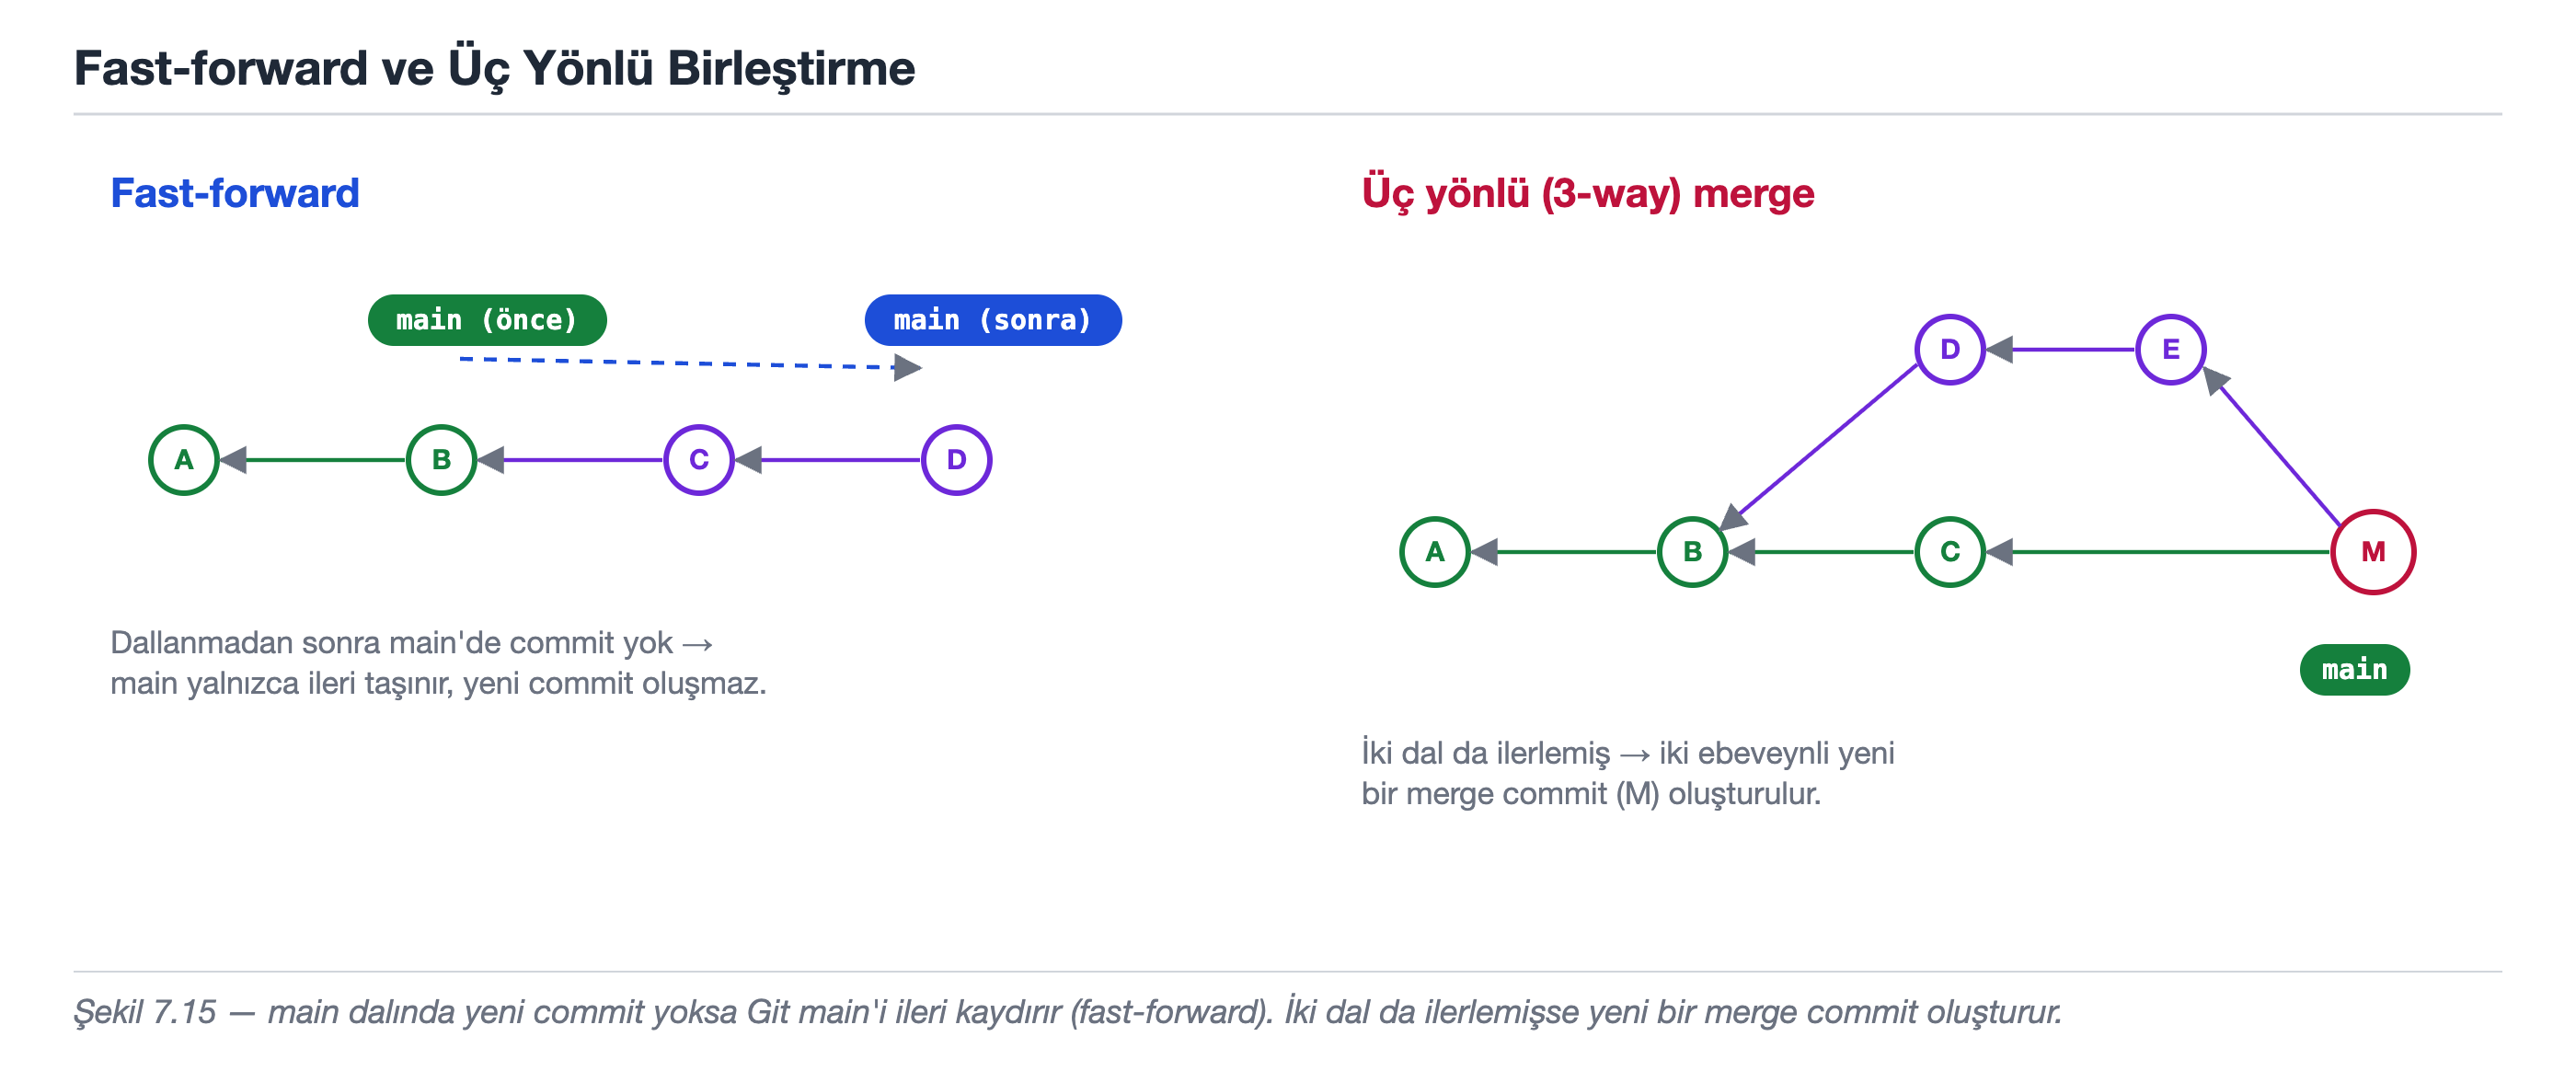 Fast-forward ve Üç Yönlü Birleştirme
Fast-forward
main (önce)
main (sonra)
A
B
C
D
Dallanmadan sonra main'de commit yok →
main yalnızca ileri taşınır, yeni commit oluşmaz.
Üç yönlü (3-way) merge
D
E
A
B
C
M
main
İki dal da ilerlemiş → iki ebeveynli yeni
bir merge commit (M) oluşturulur.
Şekil 7.15 — main dalında yeni commit yoksa Git main'i ileri kaydırır (fast-forward). İki dal da ilerlemişse yeni bir merge commit oluşturur.